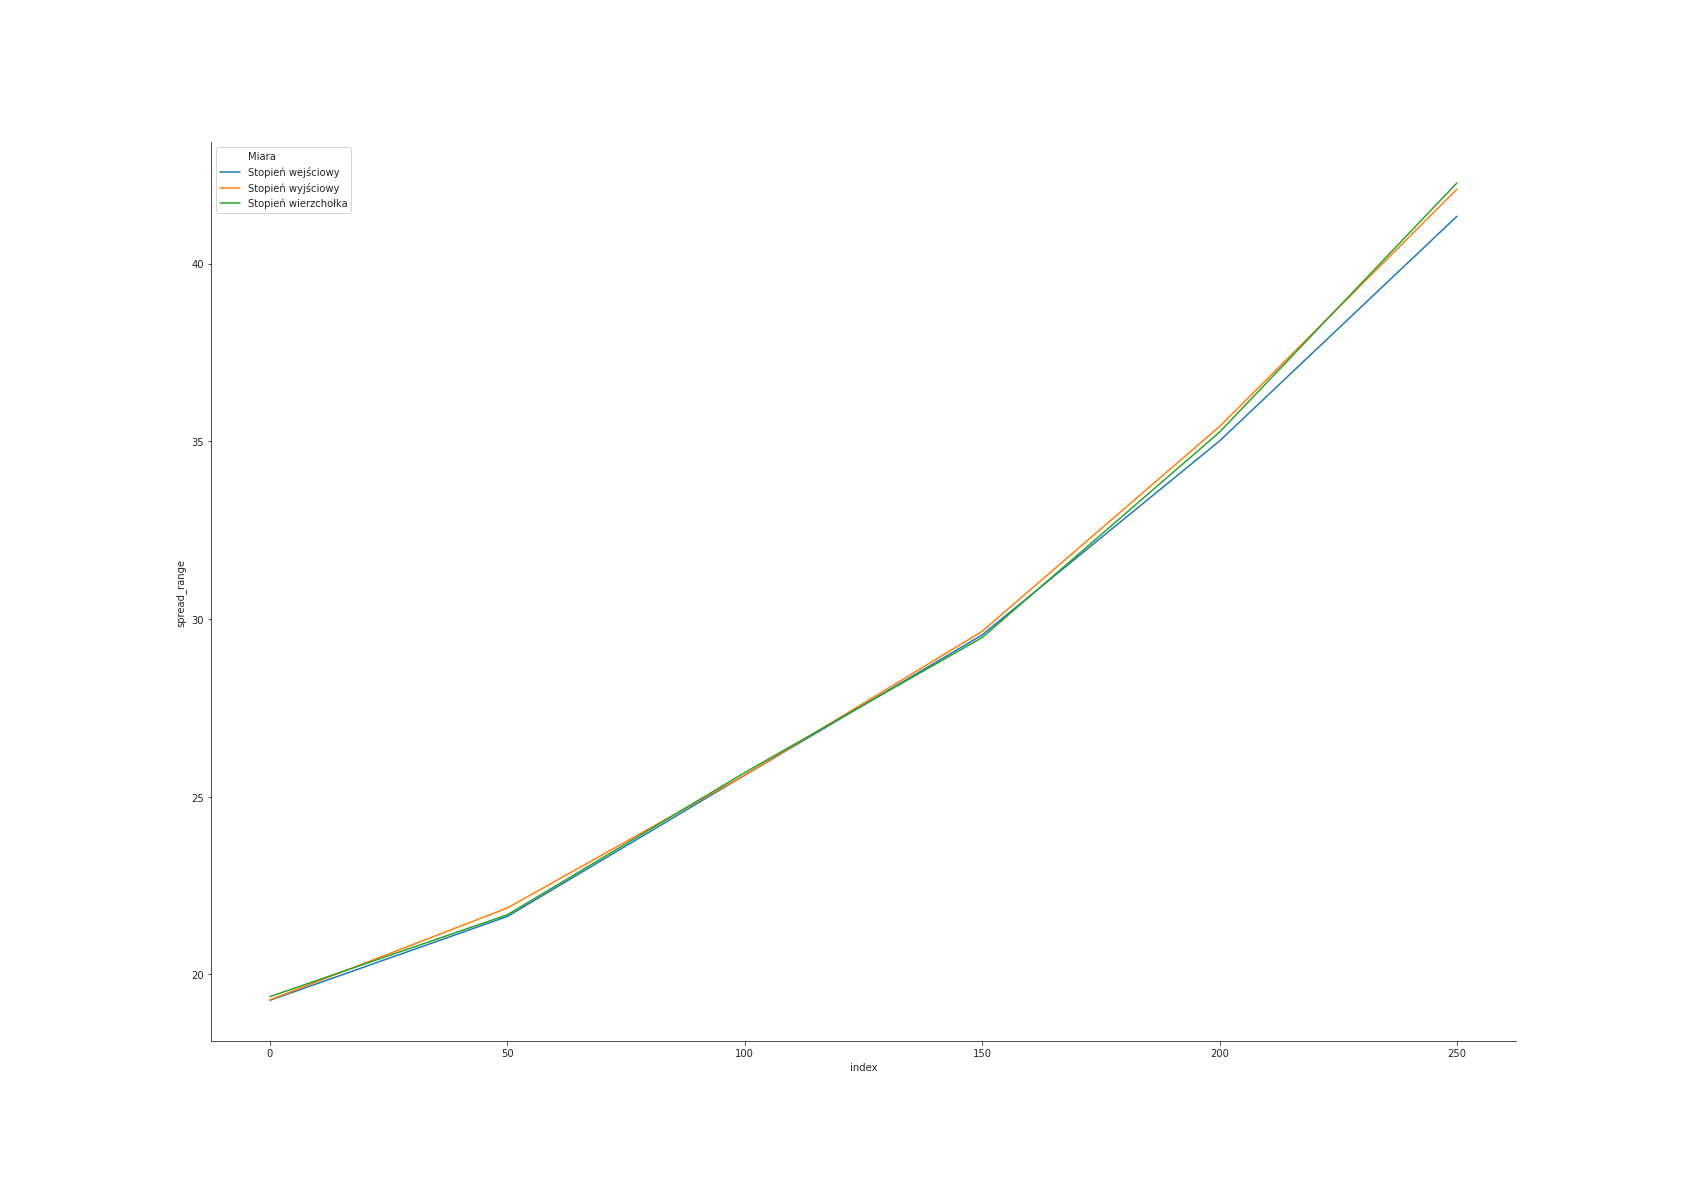 Miara
Stopień wejściowy
Stopień wyjściowy
Stopień wierzchołka
40
35
30
25
20
spread_range
0 50 100 150 200 250
index